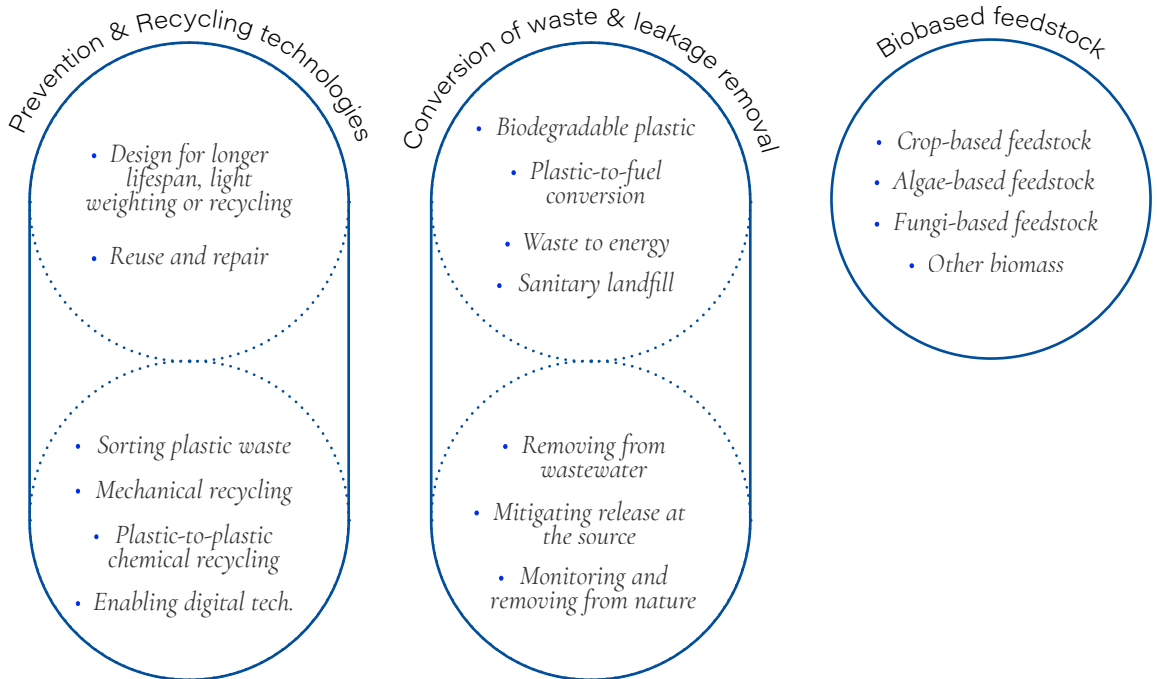 Prevention & Recycling technologies
• Design for longer
lifespan, light
weighting or recycling
• Reuse and repair
• Sorting plastic waste
• Mechanical recycling
• Plastic-to-plastic
chemical recycling
• Enabling digital tech.
Conversion of waste & leakage removal
• Biodegradable plastic
• Plastic-to-fuel
conversion
• Waste to energy
• Sanitary landfill
• Removing from
wastewater
• Mitigating release at
the source
• Monitoring and
removing from nature
Biobased feedstock
• Crop-based feedstock
• Algae-based feedstock
• Fungi-based feedstock
• Other biomass